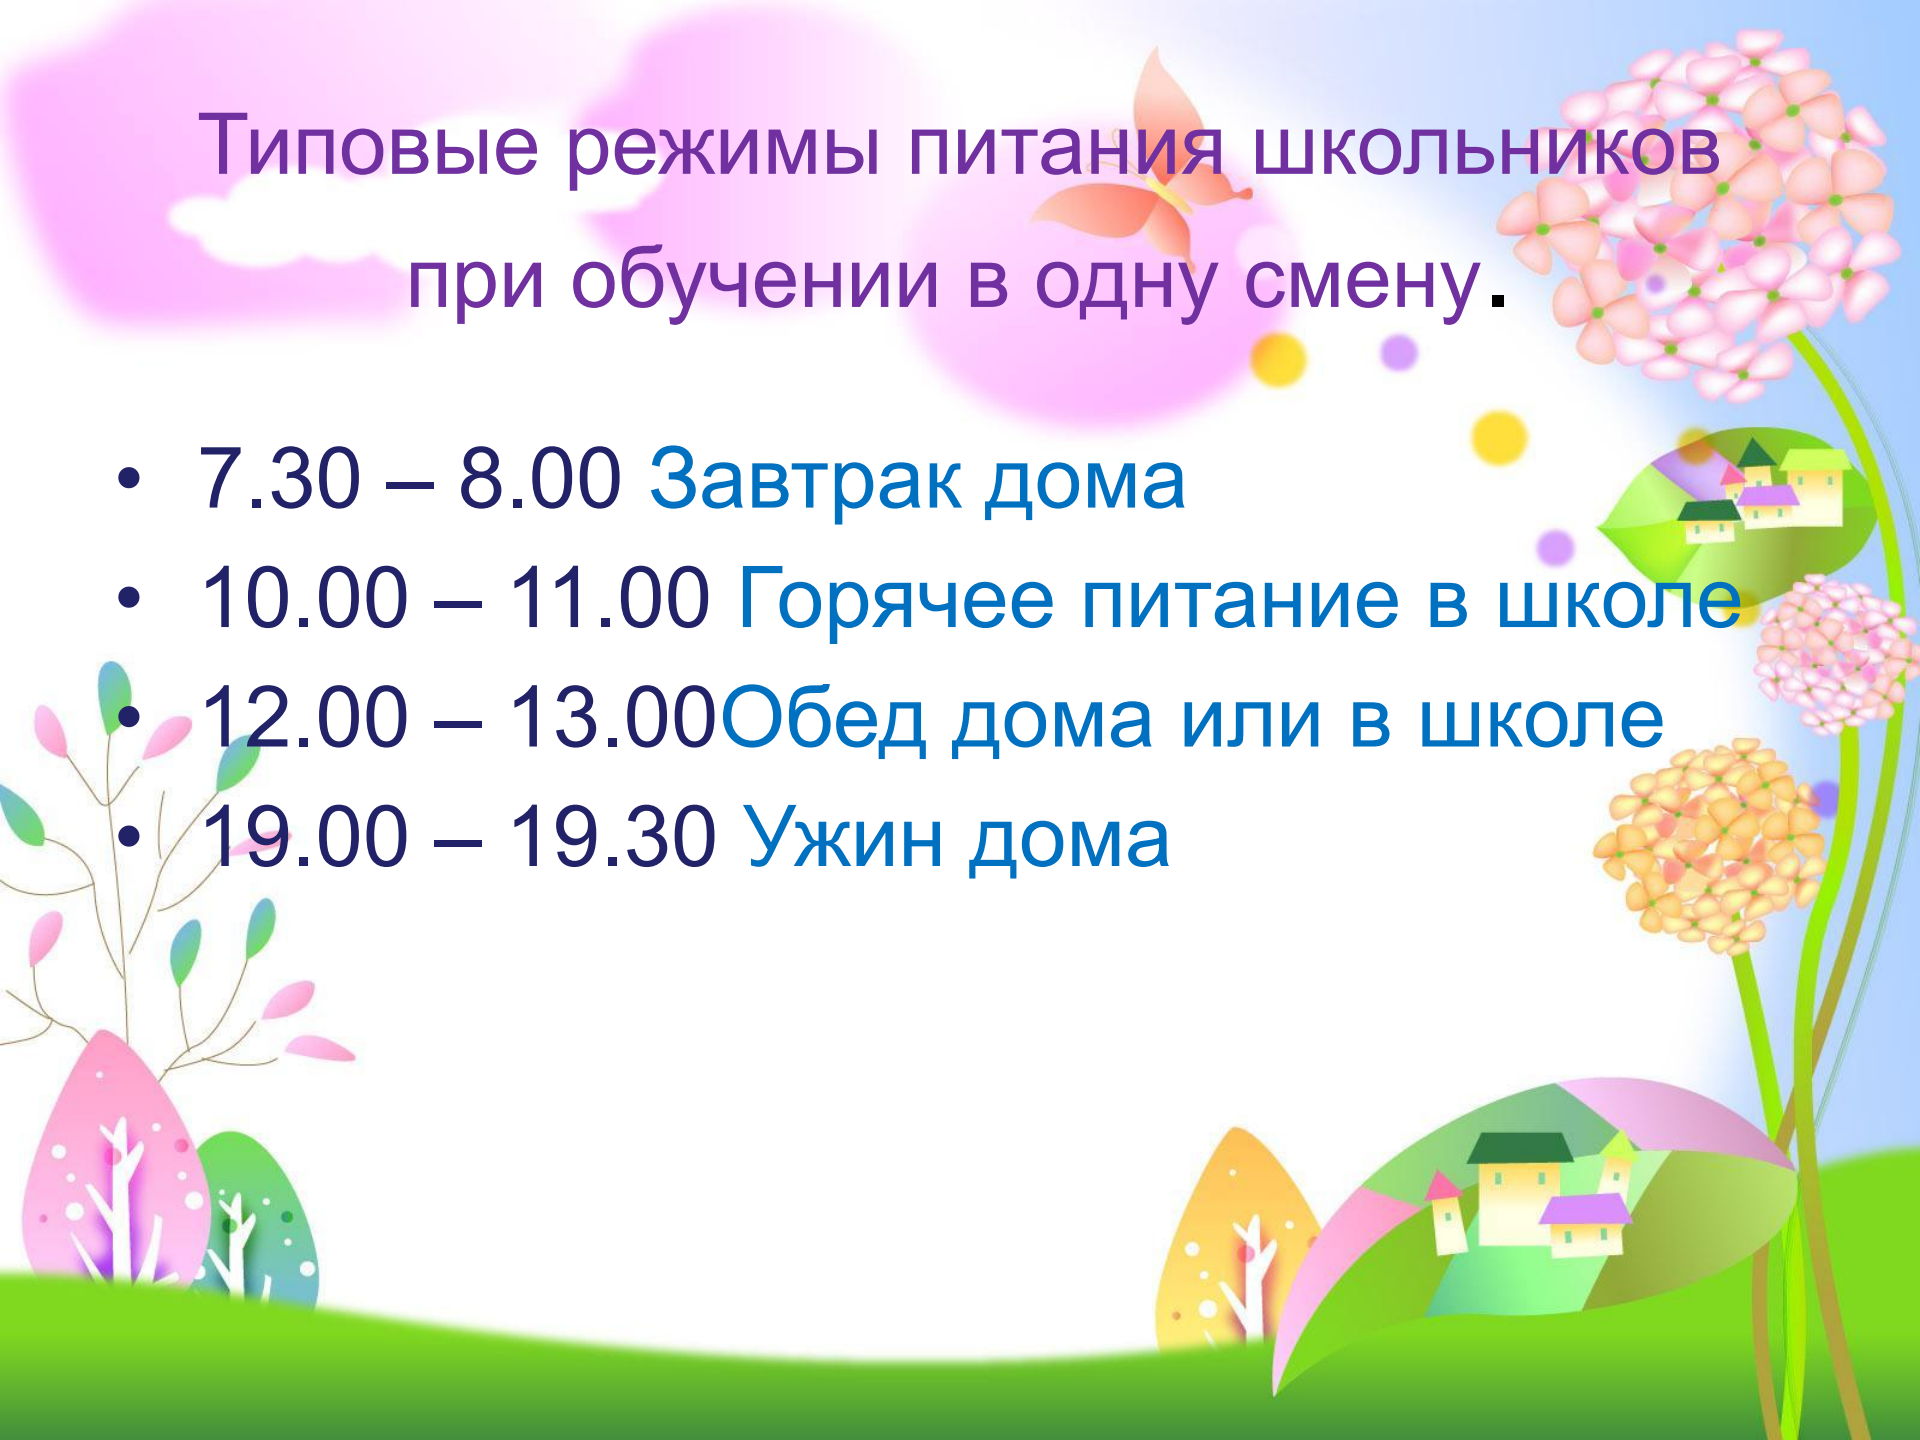 Типовые режимы питания школьников
при обучении в одну смену.
• 7.30 – 8.00 Завтрак дома
• 10.00 – 11.00 Горячее питание в школе
• 12.00 – 13.00Обед дома или в школе
• 19.00 – 19.30 Ужин дома